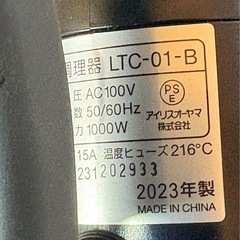 調理器 LTC-01-B
圧 AC100V
数 50/60Hz
力 1000W
PS
E
アイリスオーヤマ
株式会社
15A 温度ヒューズ 216°C
231202933
2023年製
MADE IN CHINA